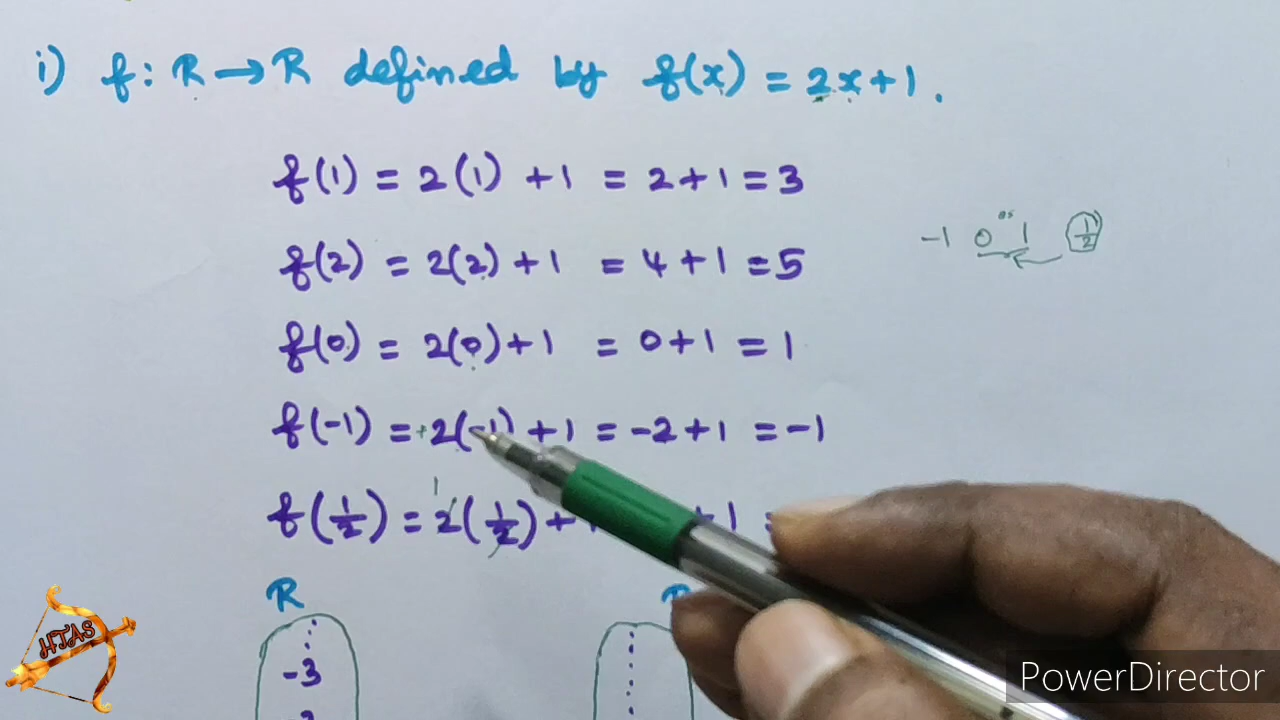 i) f: R → R defined by f(x) = 2x+1.
f(1) = 2(1) +1 = 2+1 = 3
f(2) = 2(2)+1 = 4+1 = 5
-1 0 1 1/2
f(0) = 2(0)+1 = 0+1 = 1
f(-1) = +2(-1)+1 = -2+1 = -1
1
f(1/2) = 2(1/2)+ +1
R
-3
HTAS
PowerDirector